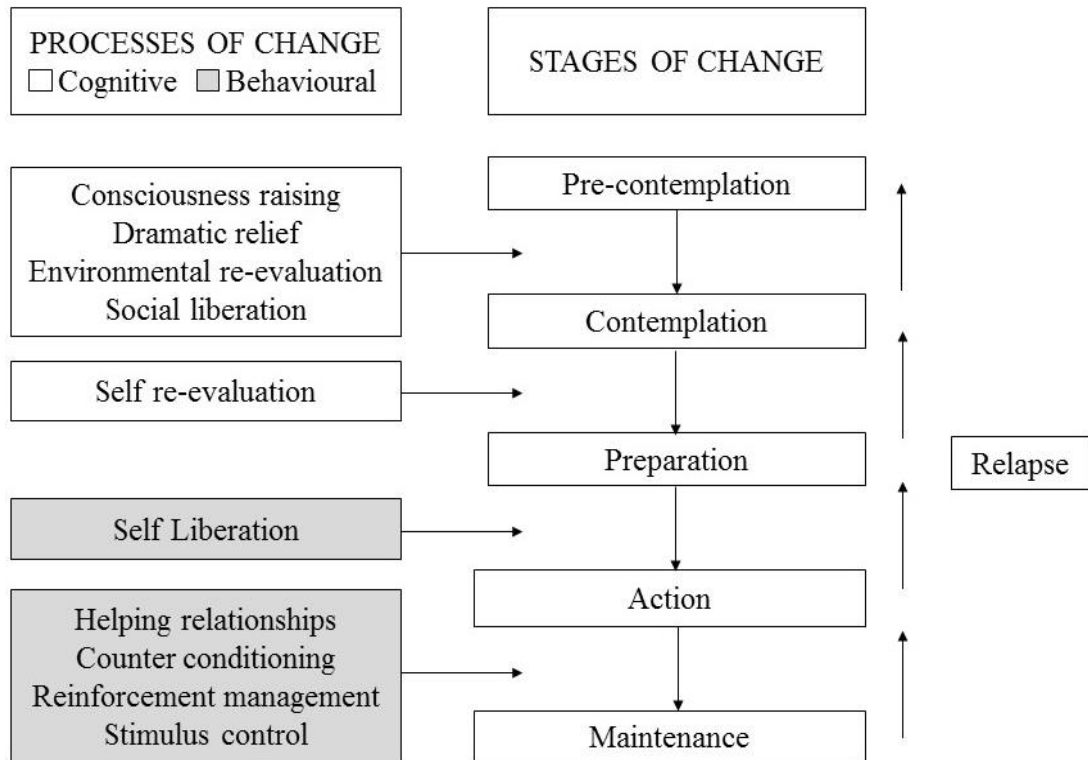 PROCESSES OF CHANGE
Cognitive Behavioural
STAGES OF CHANGE
Consciousness raising
Dramatic relief
Environmental re-evaluation
Social liberation
Self re-evaluation
Self Liberation
Helping relationships
Counter conditioning
Reinforcement management
Stimulus control
Pre-contemplation
Contemplation
Preparation
Action
Maintenance
Relapse